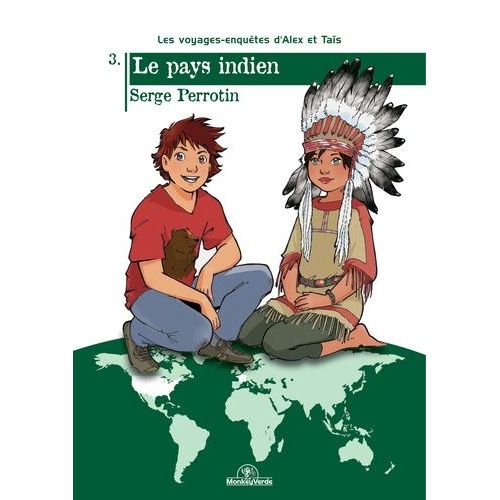 Les voyages-enquêtes d'Alex et Taïs
3. Le pays indien
Serge Perrotin
MonkeyVerde